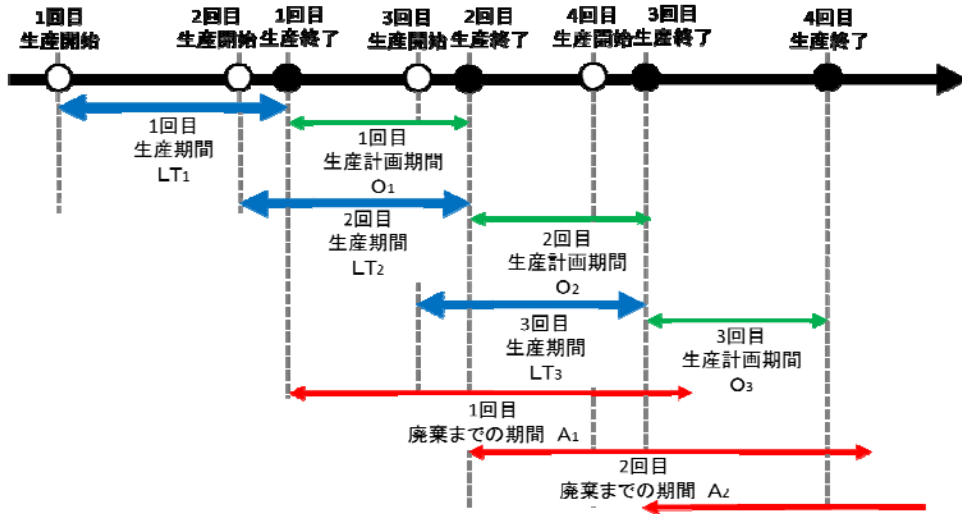 1回目
生産開始
2回目
生産開始
1回目
生産終了
3回目
生産開始
2回目
生産終了
4回目
生産開始
3回目
生産終了
4回目
生産終了
1回目
生産期間
LT1
1回目
生産計画期間
O1
2回目
生産期間
LT2
2回目
生産計画期間
O2
3回目
生産期間
LT3
3回目
生産計画期間
O3
1回目
廃棄までの期間 A1
2回目
廃棄までの期間 A2